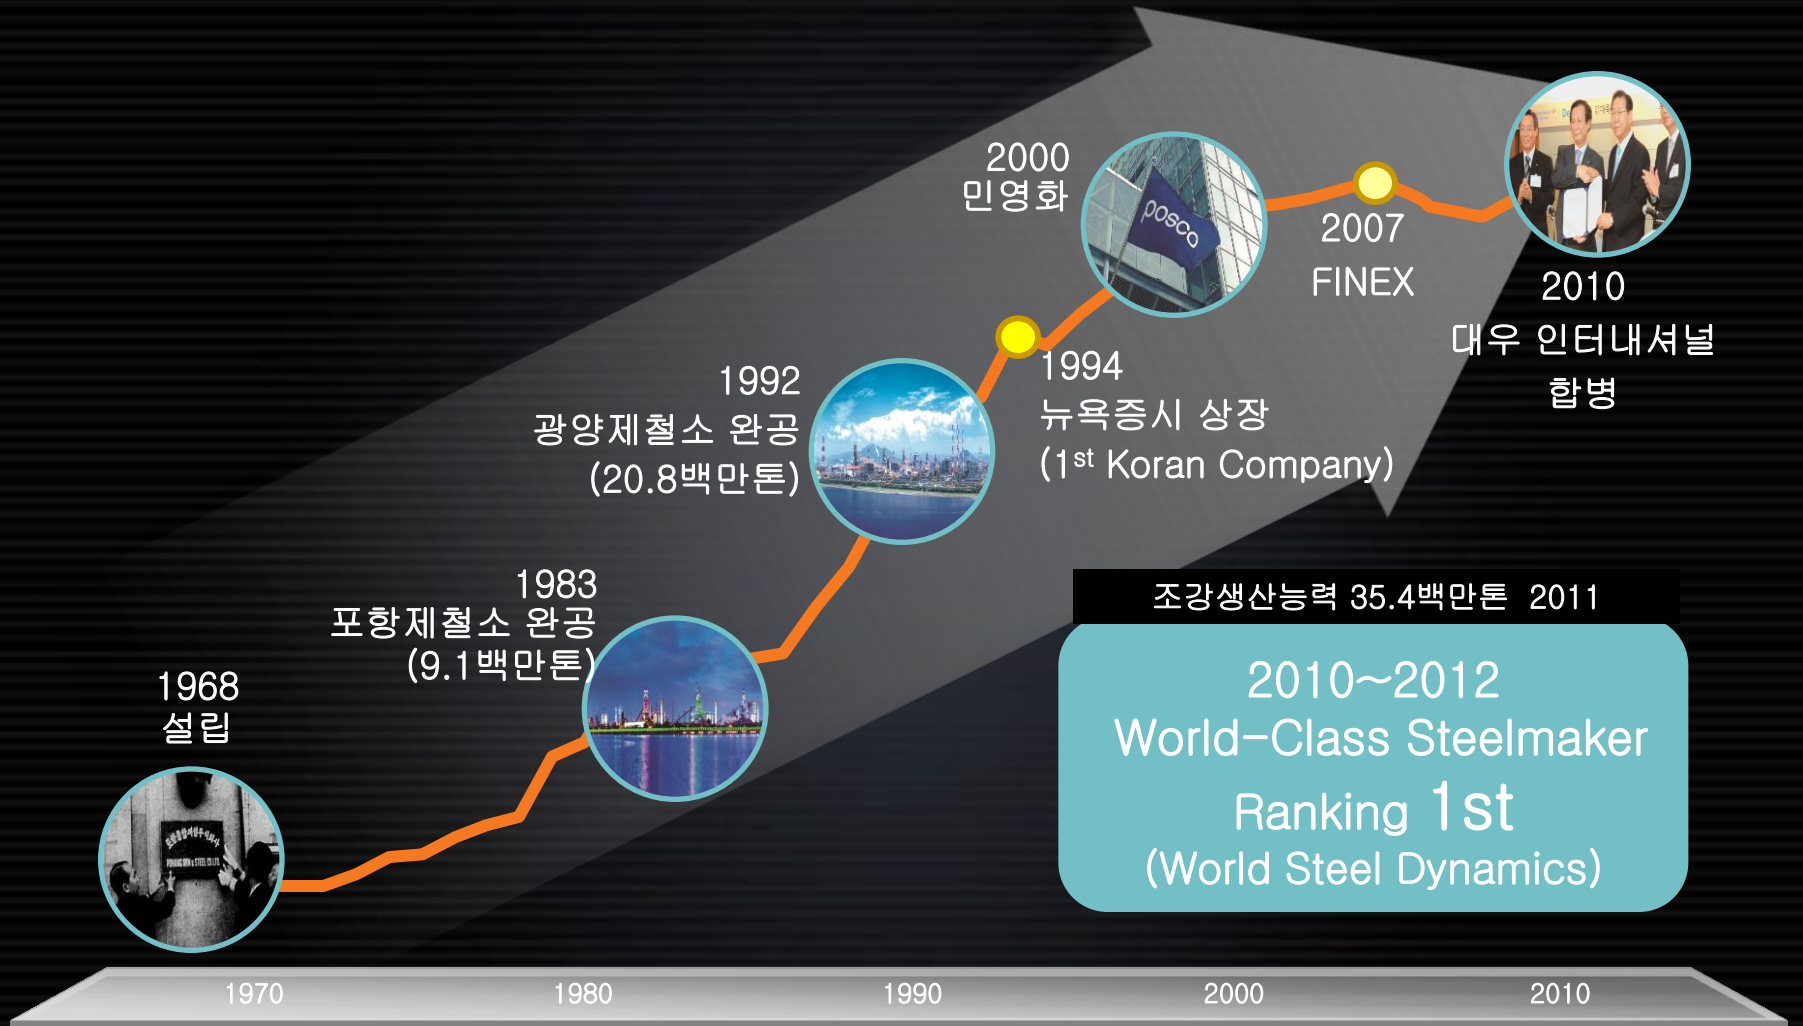 2000
민영화
posco
2007
FINEX
2010
대우 인터내셔널
합병
1992
광양제철소 완공
(20.8백만톤)
1994
뉴욕증시 상장
(1st Koran Company)
1983
포항제철소 완공
(9.1백만톤)
1968
설립
조강생산능력 35.4백만톤 2011
2010~2012
World-Class Steelmaker
Ranking 1st
(World Steel Dynamics)
1970 1980 1990 2000 2010